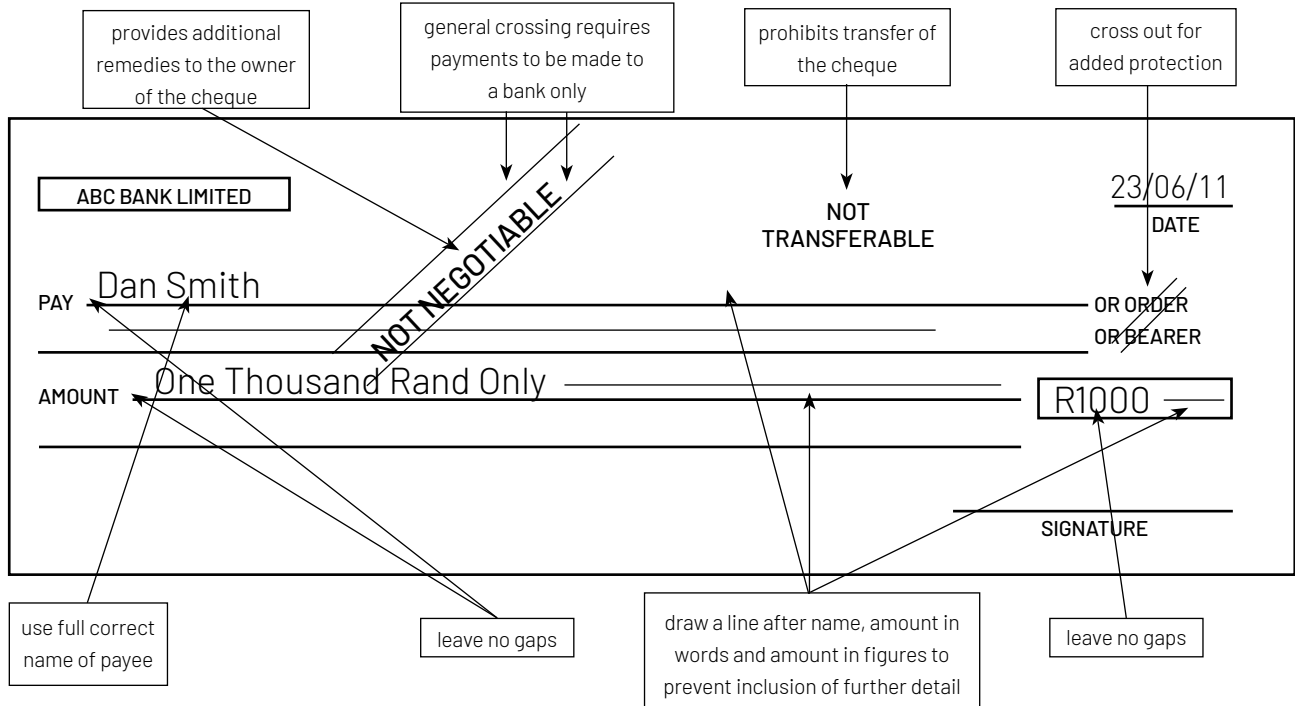 provides additional
remedies to the owner
of the cheque
general crossing requires
payments to be made to
a bank only
prohibits transfer of
the cheque
cross out for
added protection
ABC BANK LIMITED
NOT NEGOTIABLE
NOT
TRANSFERABLE
23/06/11
DATE
PAY Dan Smith
OR ORDER
OR BEARER
AMOUNT One Thousand Rand Only
R1000
SIGNATURE
use full correct
name of payee
leave no gaps
draw a line after name, amount in
words and amount in figures to
prevent inclusion of further detail
leave no gaps